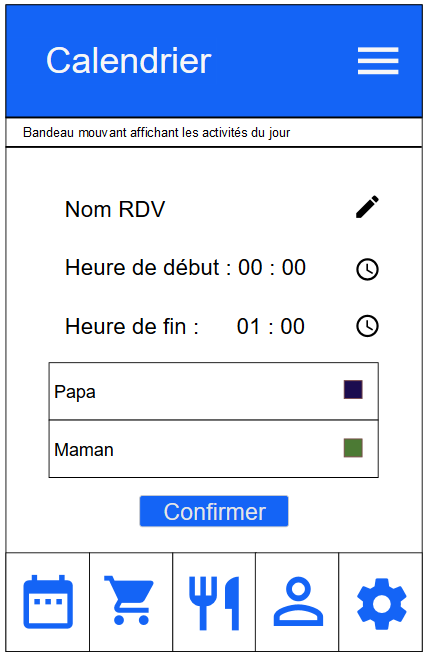 Calendrier
Bandeau mouvant affichant les activités du jour
Nom RDV
Heure de début : 00 : 00
Heure de fin : 01 : 00
Papa
Maman
Confirmer